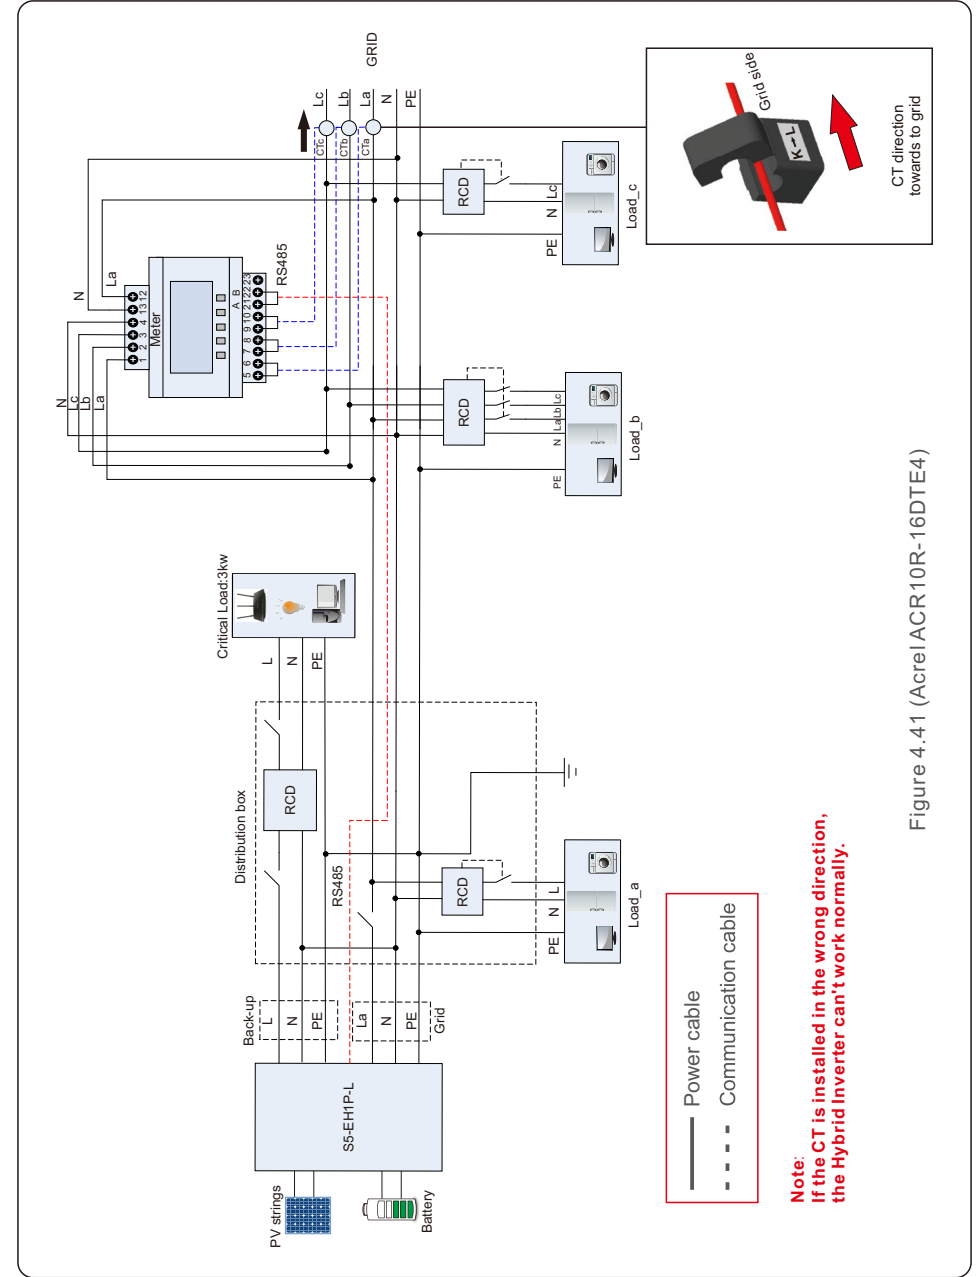 GRID
Lc
Lb
La
N
PE
CTc
CTb
CTa
Grid side
K→L
CT direction
towards to grid
La
N
12
13
4
3
2
1
Meter
23
22
21
10
9
8
7
6
5
B
A
RS485
N
Lc
Lb
La
RCD
Lc
N
PE
Load_c
RCD
Lc
Lb
La
N
PE
Load_b
Critical Load:3kw
L
N
PE
Distribution box
RCD
RS485
RCD
L
N
PE
Load_a
Back-up
L
N
PE
La
N
PE
Grid
S5-EH1P-L
PV strings
Battery
Power cable
Communication cable
Note:
If the CT is installed in the wrong direction,
the Hybrid Inverter can't work normally.
Figure 4.41 (Acrel ACR10R-16DTE4)